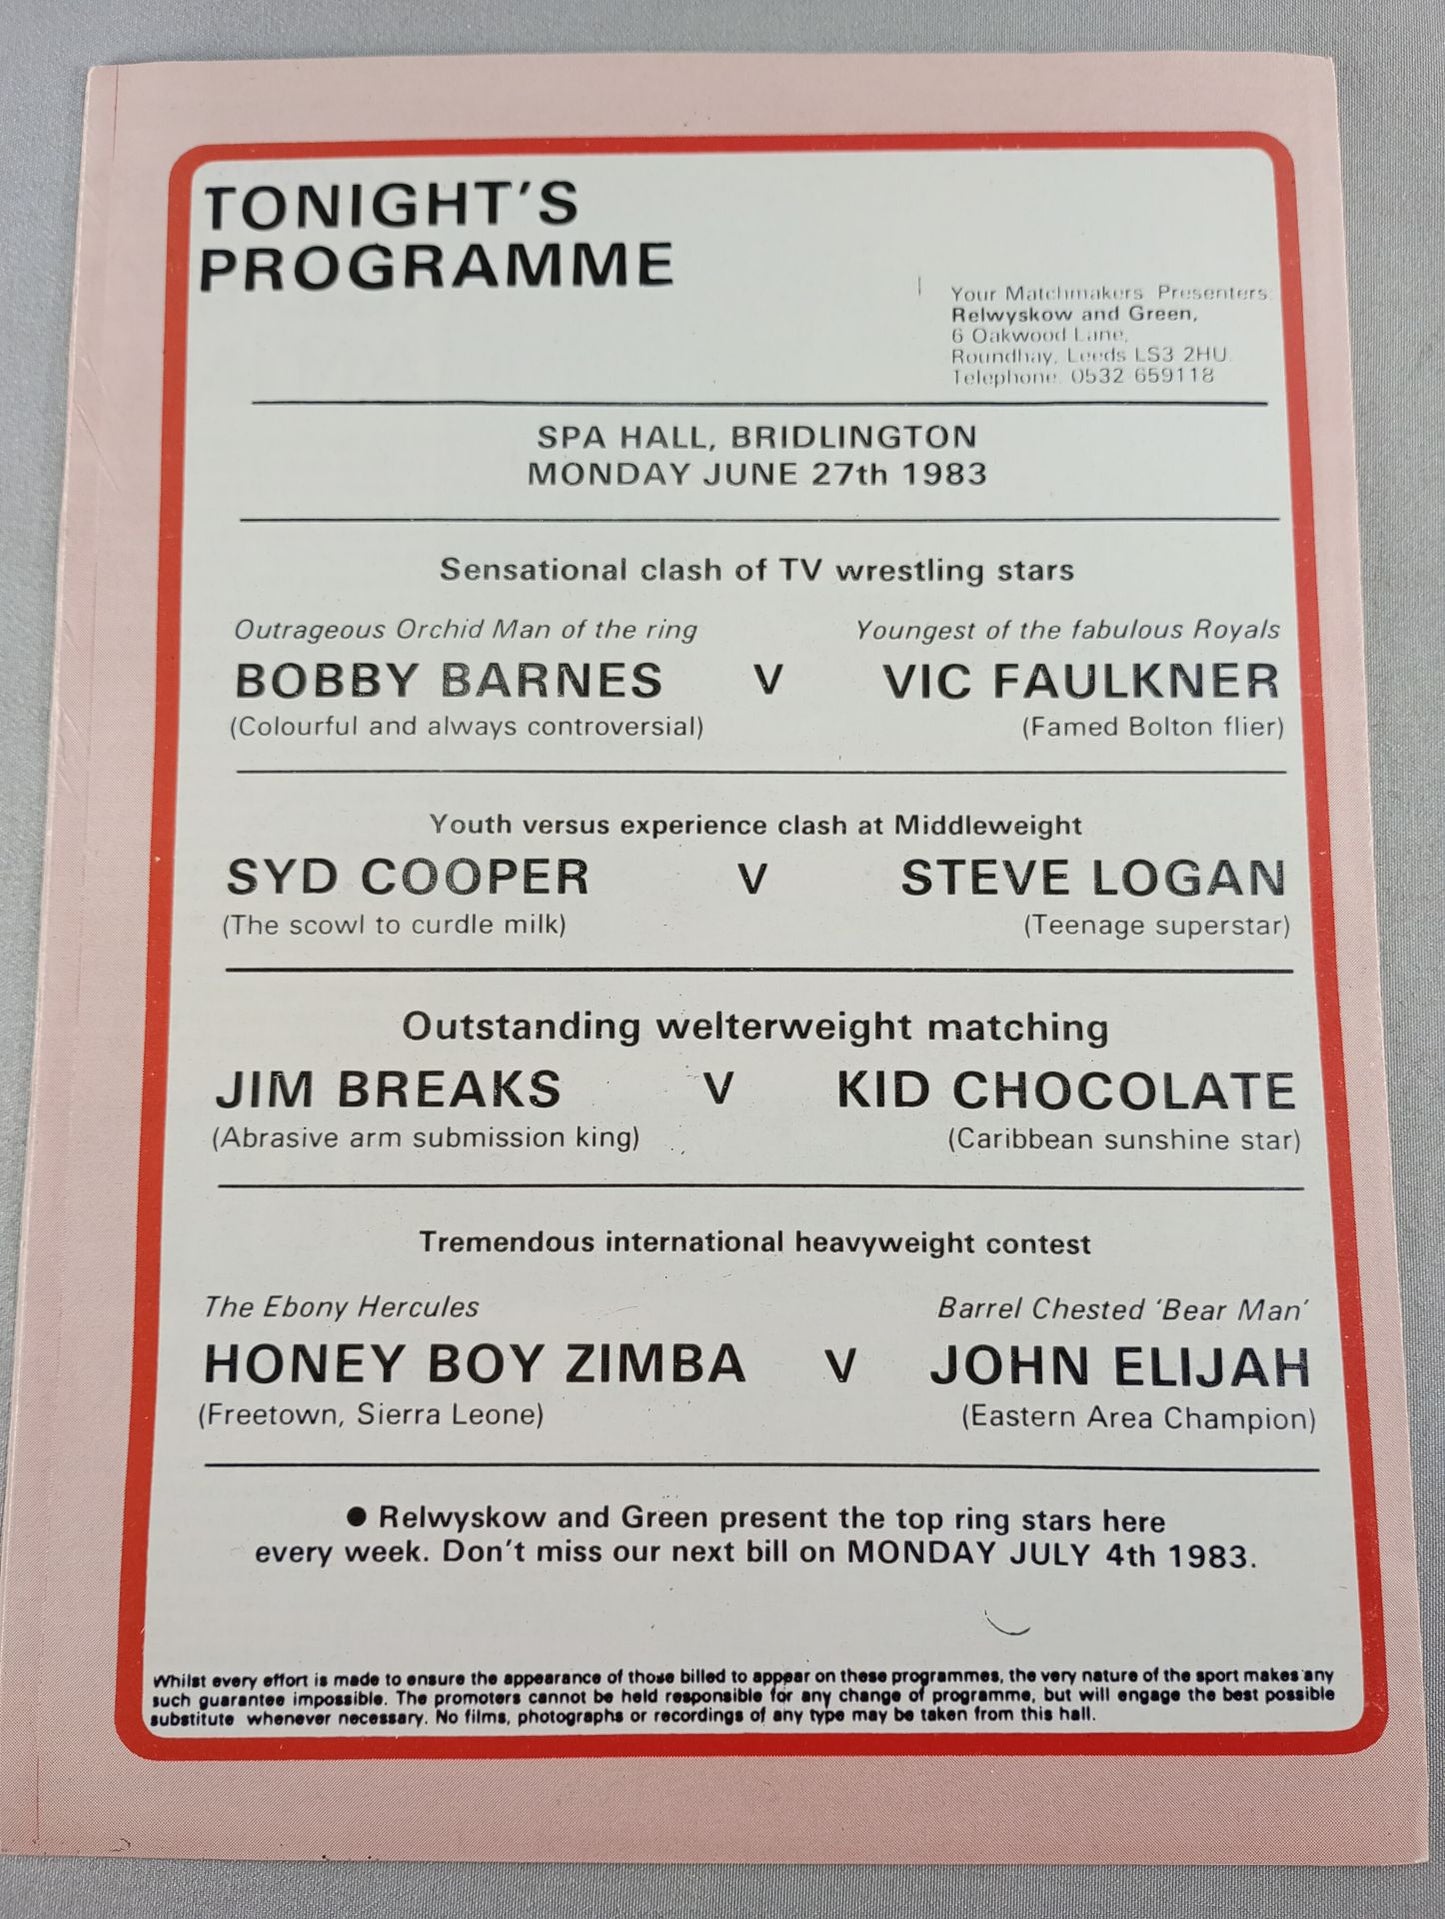 TONIGHT'S
PROGRAMME
Your Matchmakers Presenters
Relwyskow and Green,
6 Oakwood Lane,
Roundhay, Leeds LS3 2HU.
Telephone. 0532 659118
SPA HALL, BRIDLINGTON
MONDAY JUNE 27th 1983
Sensational clash of TV wrestling stars
Outrageous Orchid Man of the ring Youngest of the fabulous Royals
BOBBY BARNES V VIC FAULKNER
(Colourful and always controversial) (Famed Bolton flier)
Youth versus experience clash at Middleweight
SYD COOPER V STEVE LOGAN
(The scowl to curdle milk) (Teenage superstar)
Outstanding welterweight matching
JIM BREAKS V KID CHOCOLATE
(Abrasive arm submission king) (Caribbean sunshine star)
Tremendous international heavyweight contest
The Ebony Hercules Barrel Chested 'Bear Man'
HONEY BOY ZIMBA V JOHN ELIJAH
(Freetown, Sierra Leone) (Eastern Area Champion)
● Relwyskow and Green present the top ring stars here
every week. Don't miss our next bill on MONDAY JULY 4th 1983.
Whilst every effort is made to ensure the appearance of those billed to appear on these programmes, the very nature of the sport makes any
such guarantee impossible. The promoters cannot be held responsible for any change of programme, but will engage the best possible
substitute whenever necessary. No films, photographs or recordings of any type may be taken from this hall.